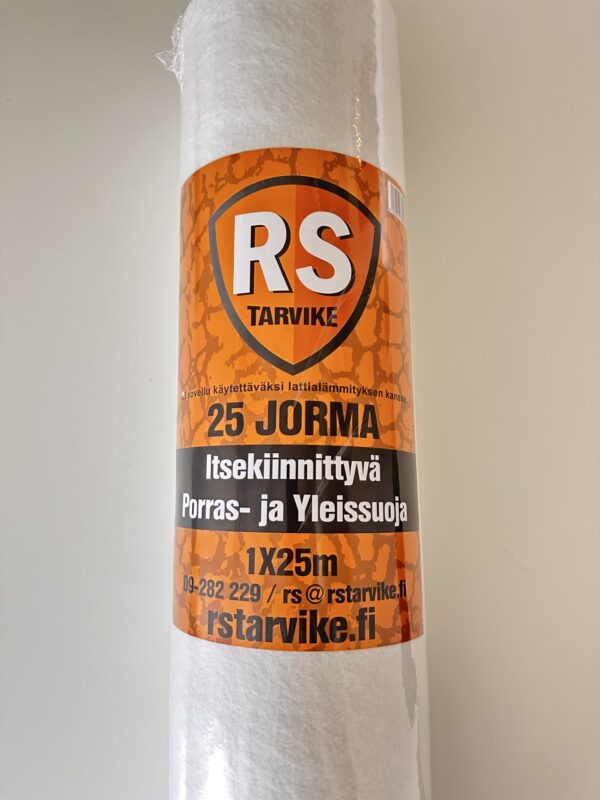 RS
TARVIKE
sovellu käytettäväksi lattialämmityksen kanssa
25 JORMA
Itsekiinnittyvä
Porras- ja Yleissuoja
1X25m
09-282 229 / rs@rstarvike.fi
rstarvike.fi